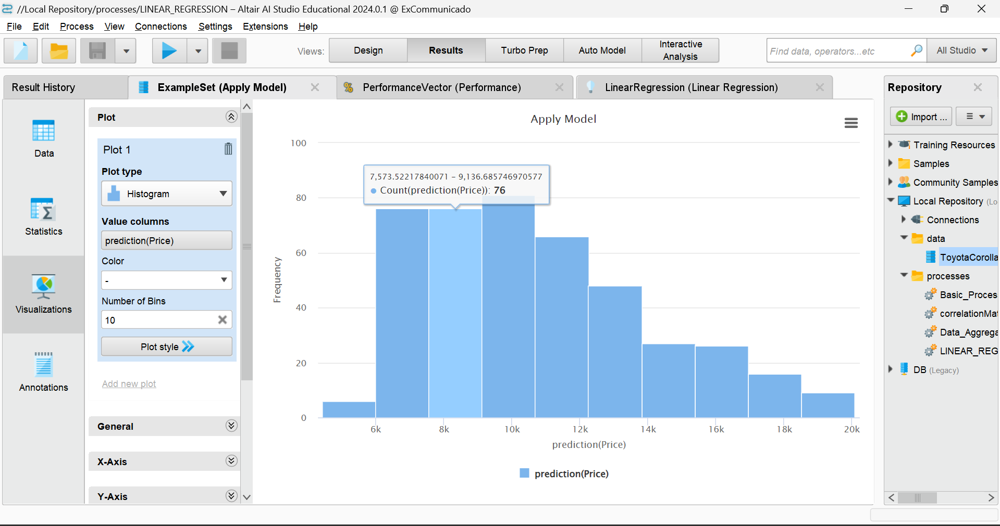 //Local Repository/processes/LINEAR_REGRESSION – Altair AI Studio Educational 2024.0.1 @ ExCommunicado
File Edit Process View Connections Settings Extensions Help
Views: Design Results Turbo Prep Auto Model Interactive Analysis
Find data, operators...etc All Studio
Result History ExampleSet (Apply Model) PerformanceVector (Performance) LinearRegression (Linear Regression)
Data
Statistics
Visualizations
Annotations
Plot
Plot 1
Plot type
Histogram
Value columns
prediction(Price)
Color
-
Number of Bins
10
Plot style
Add new plot
General
X-Axis
Y-Axis
Apply Model
7,573.52217840071 – 9,136.685746970577
Count(prediction(Price)): 76
100
80
60
40
20
0
Frequency
6k 8k 10k 12k 14k 16k 18k 20k
prediction(Price)
prediction(Price)
Repository
Import ...
Training Resources
Samples
Community Samples
Local Repository (Lo
Connections
data
ToyotaCorolla
processes
Basic_Proces
correlationMat
Data_Aggrega
LINEAR_REG
DB (Legacy)